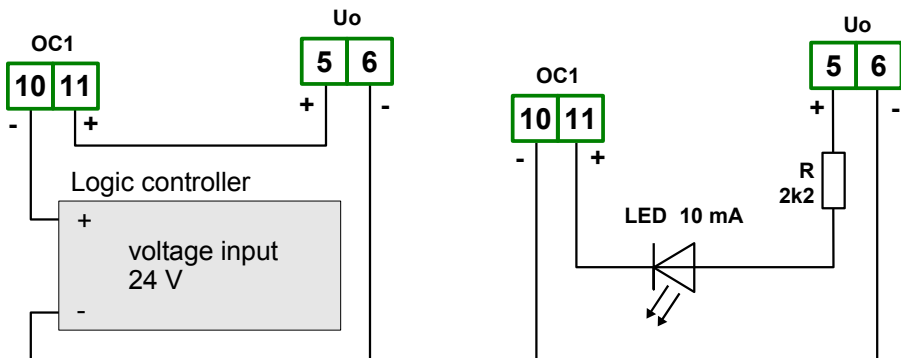 Uo
OC1
5 6
10 11
+ -
- +
Logic controller
+
voltage input
24 V
-
Uo
OC1
5 6
10 11
+ -
- +
R
2k2
LED 10 mA